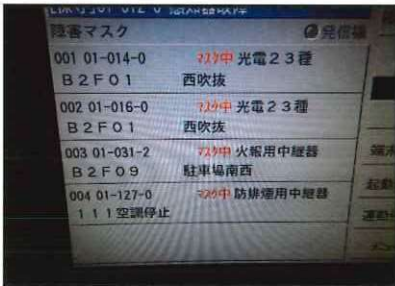 障害マスク
発信機
001 01-014-0 マスク中 光電23種
B2F01 西吹抜
002 01-016-0 マスク中 光電23種
B2F01 西吹抜
003 01-031-2 マスク中 火報用中継器
B2F09 駐車場南西
004 01-127-0 マスク中 防排煙用中継器
111空調停止